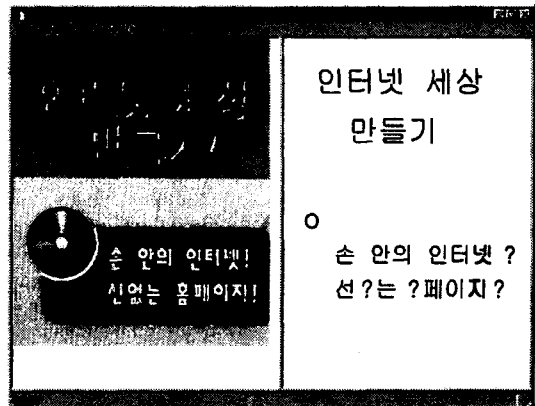 손 안의 인터넷!
선없는 홈페이지!
인터넷 세상
만들기
O
손 안의 인터넷 ?
선 ?는 ?페이지 ?